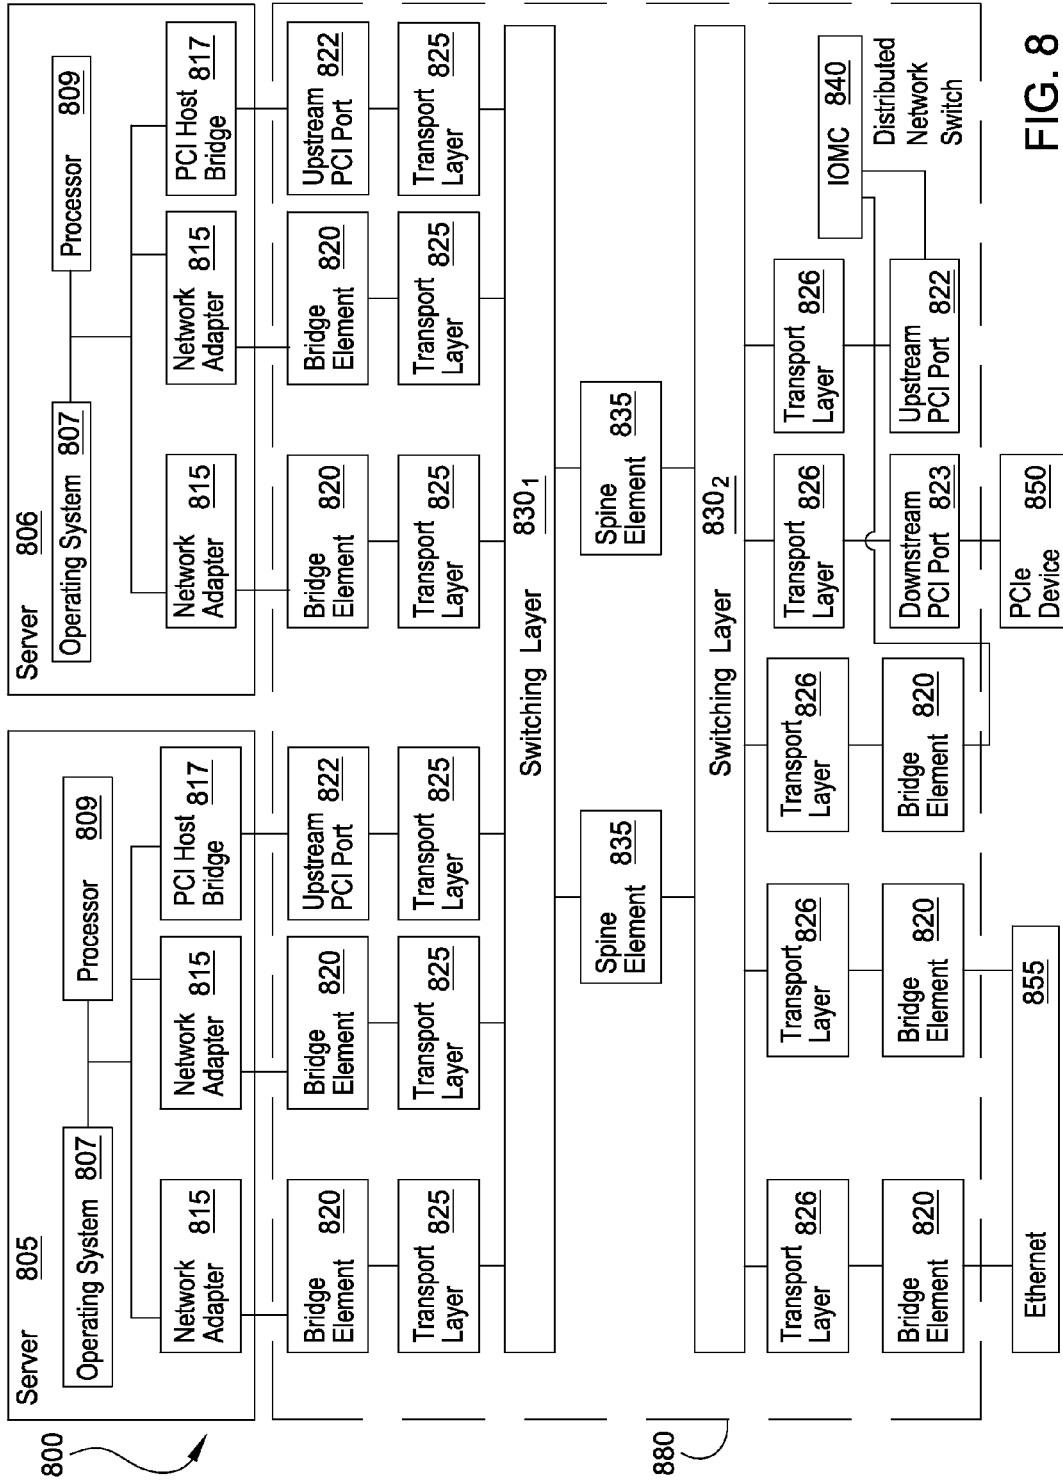 800
Server 805
Operating System 807
Processor 809
Network Adapter 815
Network Adapter 815
PCI Host Bridge 817
Server 806
Operating System 807
Processor 809
Network Adapter 815
Network Adapter 815
PCI Host Bridge 817
Bridge Element 820
Bridge Element 820
Upstream PCI Port 822
Bridge Element 820
Bridge Element 820
Upstream PCI Port 822
Transport Layer 825
Transport Layer 825
Transport Layer 825
Transport Layer 825
Transport Layer 825
Transport Layer 825
Switching Layer 830₁
Spine Element 835
Spine Element 835
Switching Layer 830₂
880
Transport Layer 826
Transport Layer 826
Transport Layer 826
Transport Layer 826
Transport Layer 826
IOMC 840
Distributed Network Switch
Bridge Element 820
Bridge Element 820
Bridge Element 820
Downstream PCI Port 823
Upstream PCI Port 822
Ethernet 855
PCIe Device 850
FIG. 8